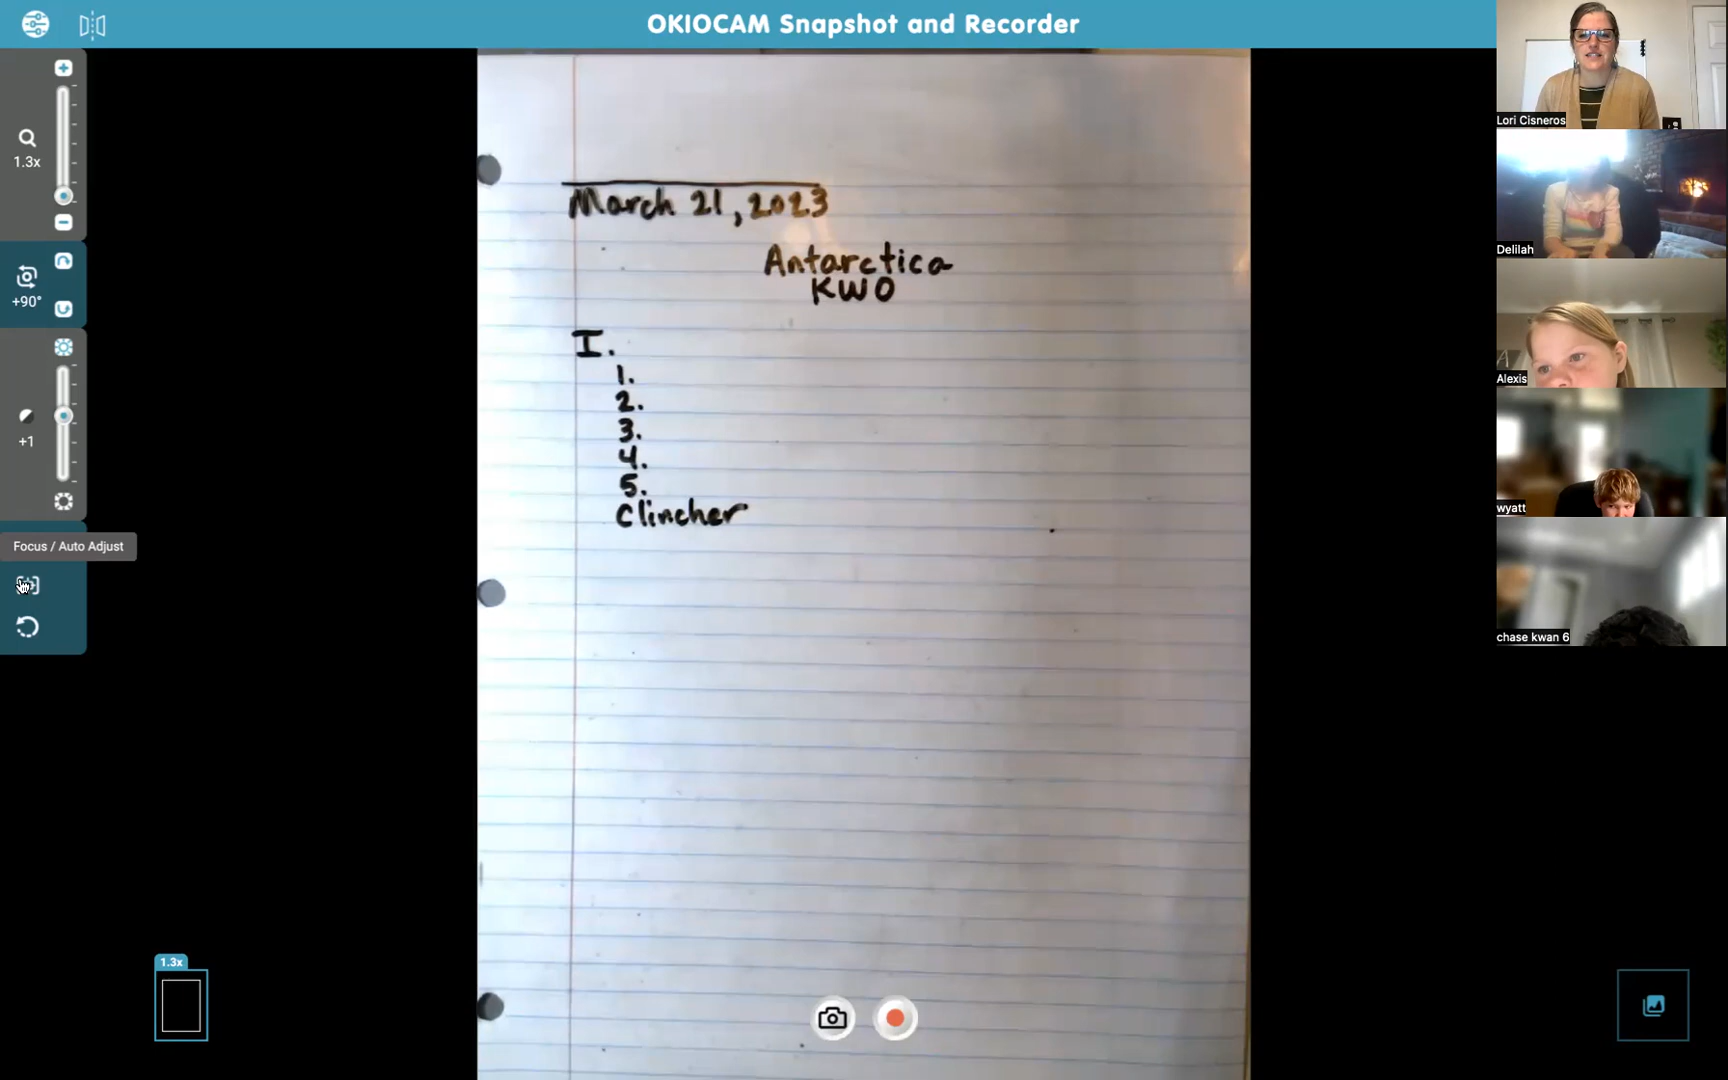 OKIOCAM Snapshot and Recorder
1.3x
+90°
+1
Focus / Auto Adjust
March 21, 2023
Antarctica
KWO
I.
1.
2.
3.
4.
5.
Clincher
1.3x
Lori Cisneros
Delilah
A
Alexis
wyatt
chase kwan 6